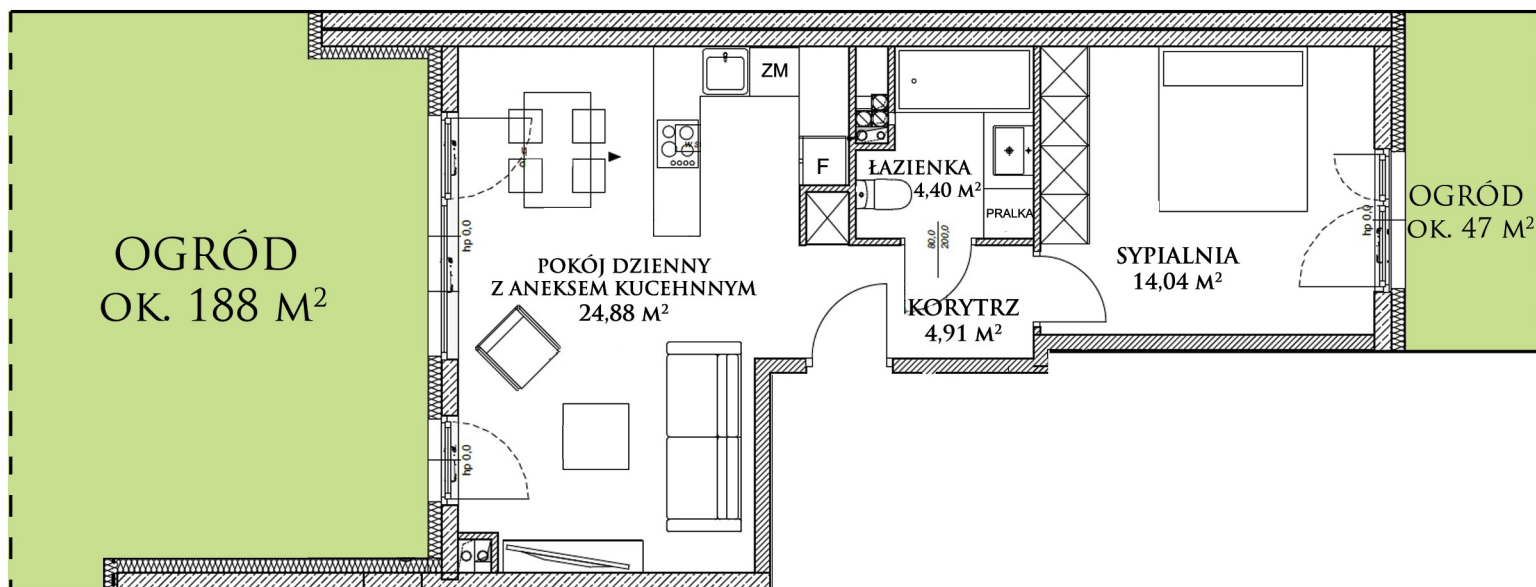 OGRÓD
OK. 188 M²
hp 0,0
hp 0,0
POKÓJ DZIENNY
Z ANEKSEM KUCEHNNYM
24,88 M²
ZM
F
ŁAZIENKA
4,40 M²
PRALKA
80,0
200,0
KORYTRZ
4,91 M²
SYPIALNIA
14,04 M²
hp 0,0
OGRÓD
OK. 47 M²